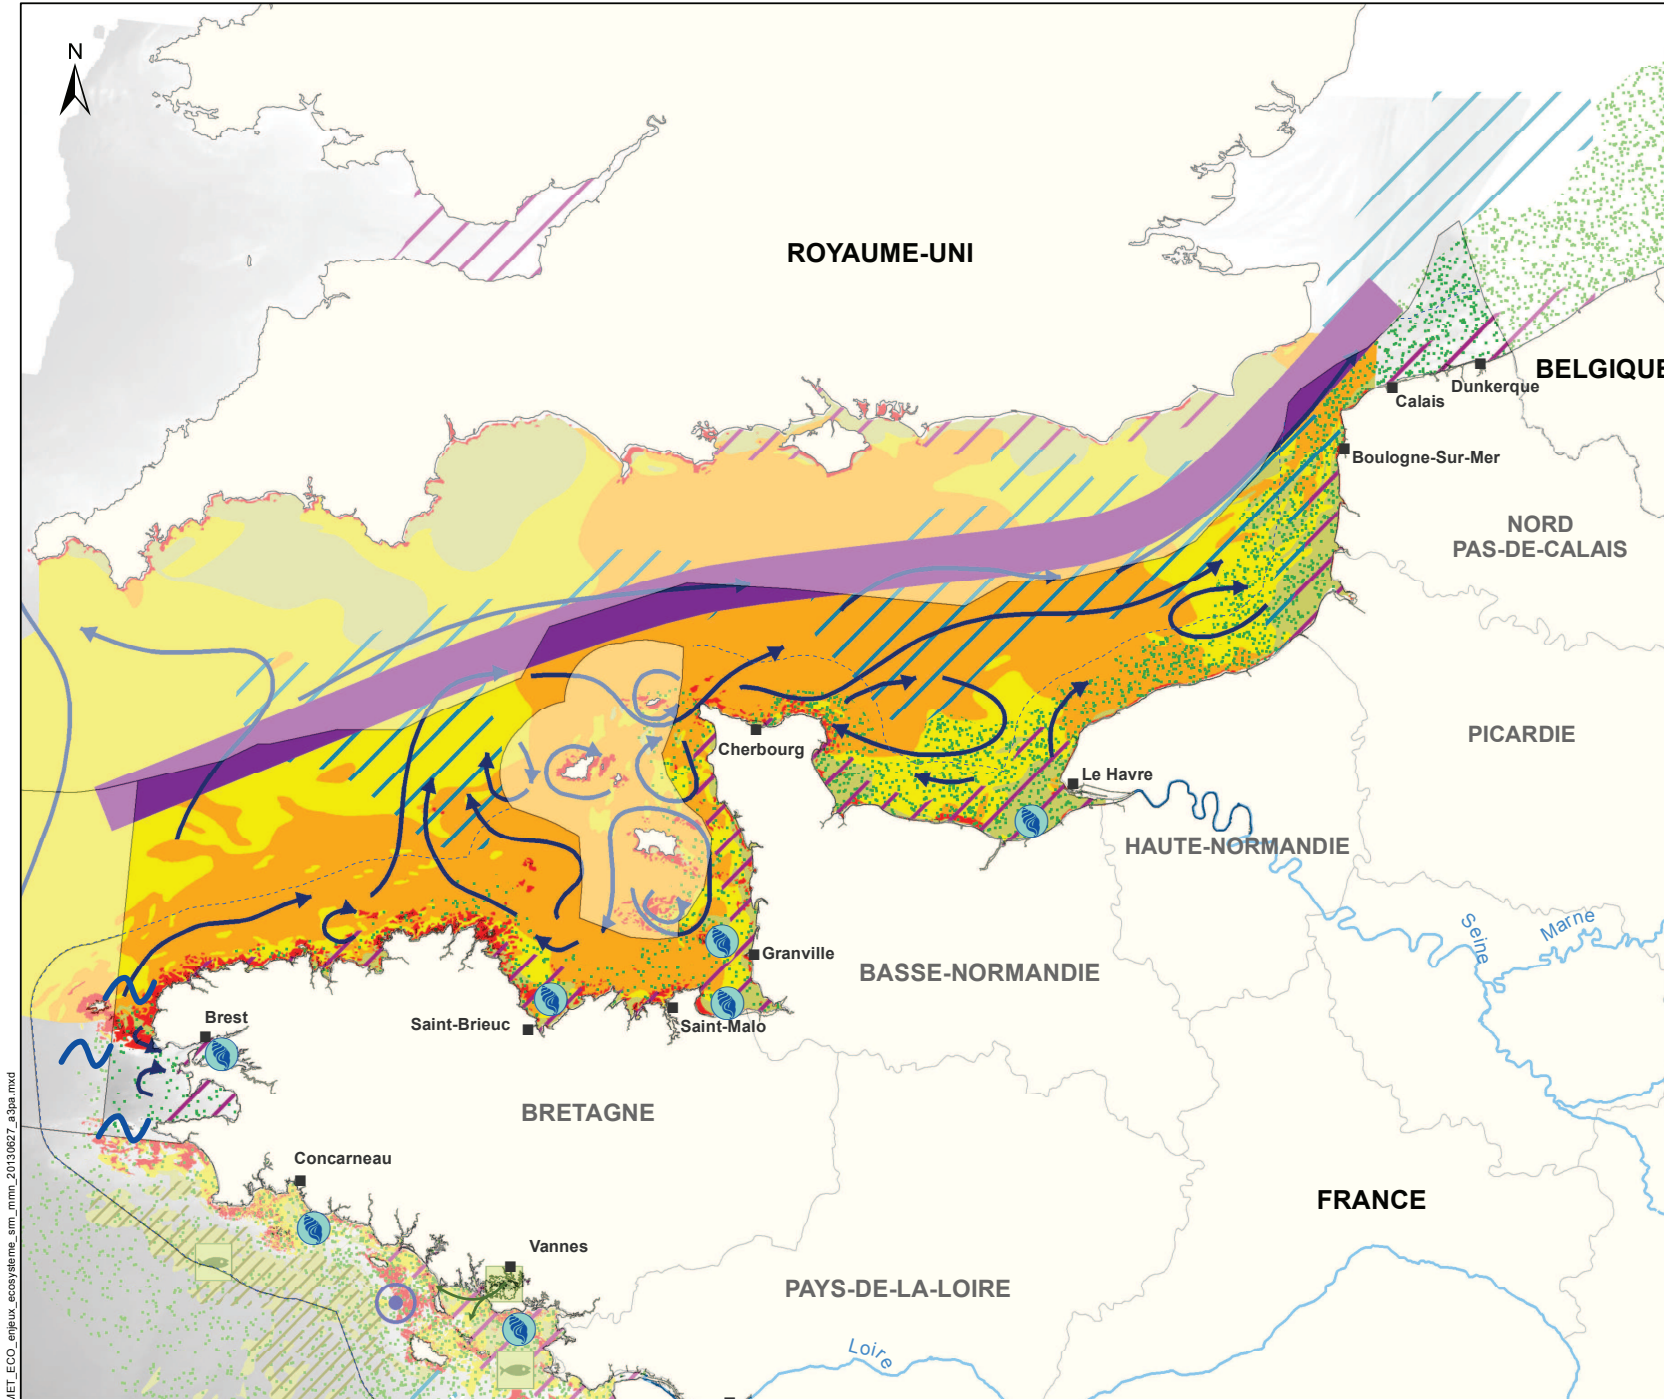 N
ROYAUME-UNI
BELGIQUE
Dunkerque
Calais
Boulogne-Sur-Mer
NORD
PAS-DE-CALAIS
PICARDIE
Cherbourg
Le Havre
HAUTE-NORMANDIE
Seine
Marne
Granville
BASSE-NORMANDIE
Saint-Malo
Saint-Brieuc
Brest
BRETAGNE
Concarneau
FRANCE
Vannes
PAYS-DE-LA-LOIRE
Loire
MET_ECO_enjeux_ecosysteme_srm_mmn_20130627_a3pa.mxd